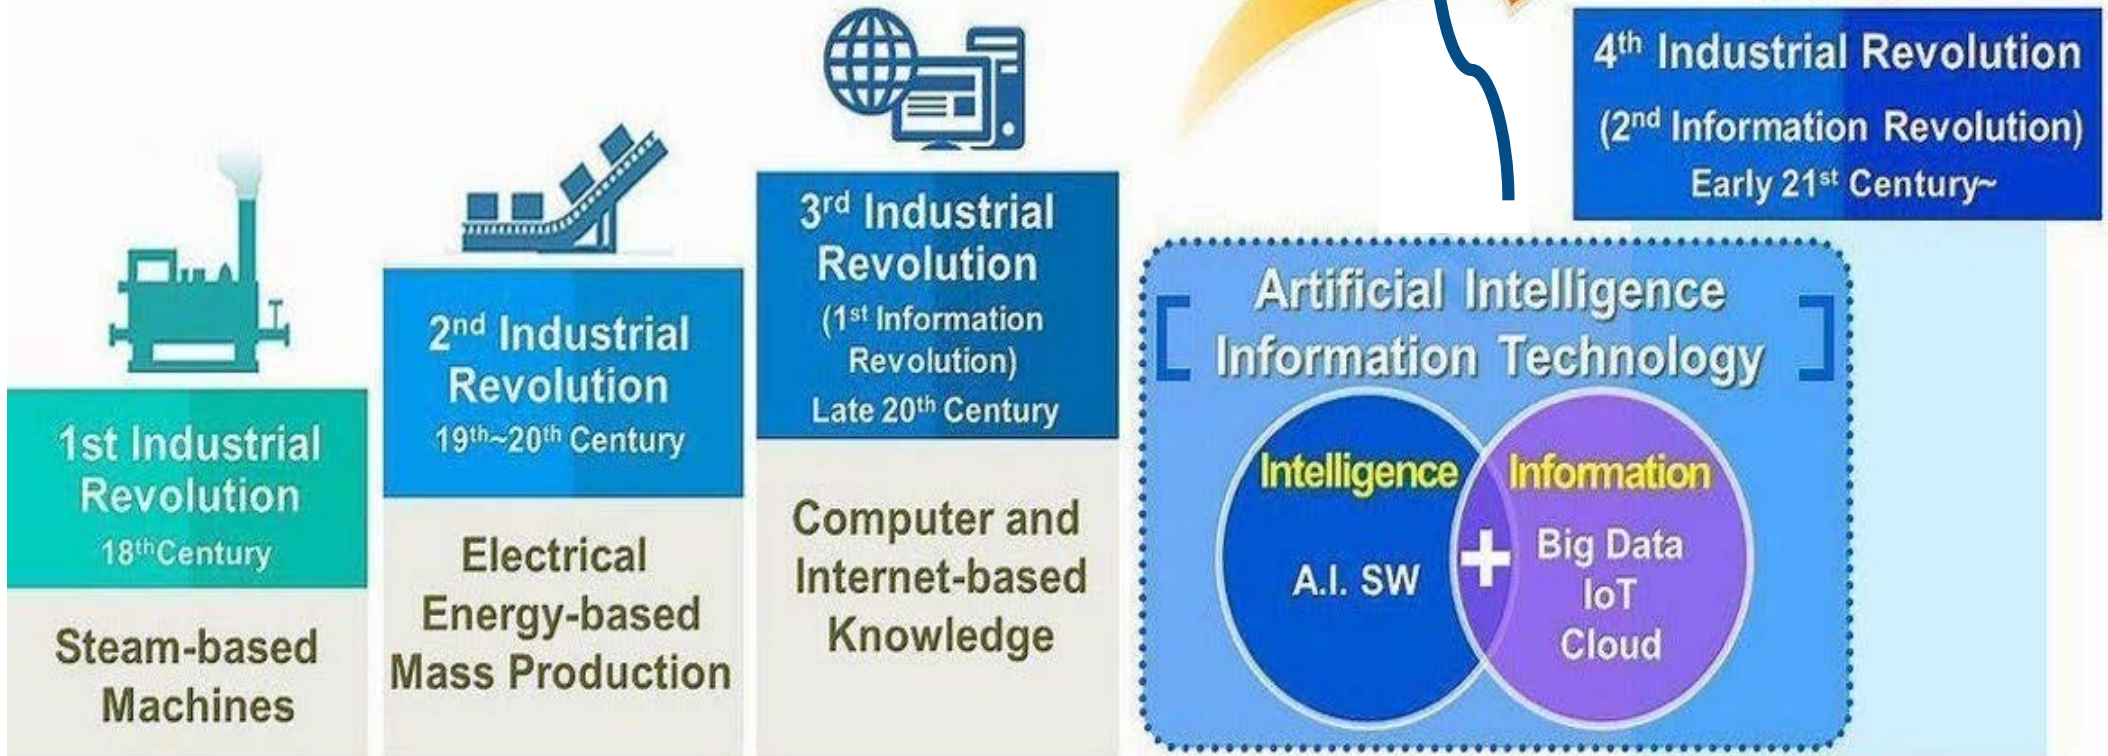 1st Industrial
Revolution
18thCentury
Steam-based
Machines
2nd Industrial
Revolution
19th~20th Century
Electrical
Energy-based
Mass Production
3rd Industrial
Revolution
(1st Information
Revolution)
Late 20th Century
Computer and
Internet-based
Knowledge
4th Industrial Revolution
(2nd Information Revolution)
Early 21st Century~
Artificial Intelligence
Information Technology
Intelligence
A.I. SW
+
Information
Big Data
IoT
Cloud